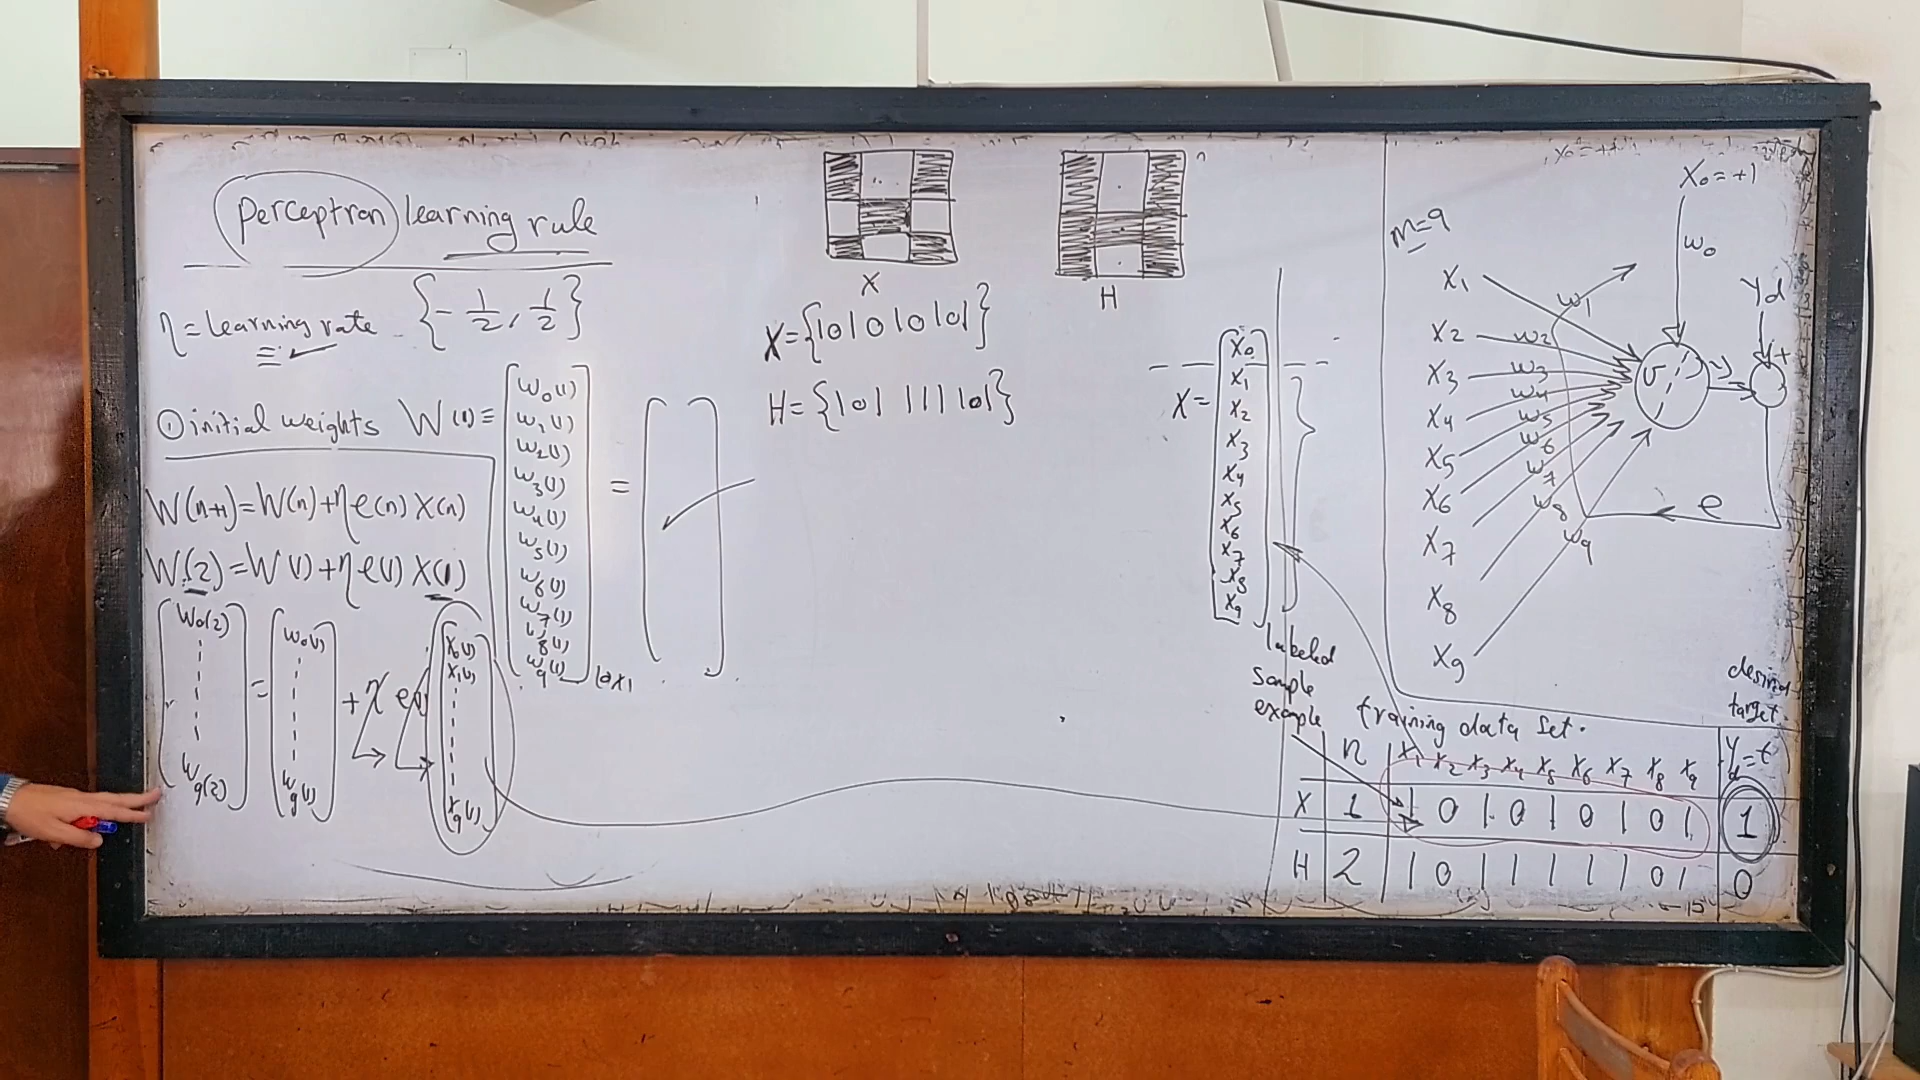 Perceptron learning rule
η = learning rate {-1/2, 1/2}
① initial weights W(1) ≡ [w0(1) w1(1) w2(1) w3(1) w4(1) w5(1) w6(1) w7(1) w8(1) w9(1)] 10x1 = [ ]
W(n+1) = W(n) + η e(n) X(n)
W(2) = W(1) + η e(1) X(1)
[w0(2) w9(2)] = [w0(1) w9(1)] + η e(1) [x0(1) x1(1) x9(1)]
X
H
X = {101010101}
H = {101111101}
X = [x0 x1 x2 x3 x4 x5 x6 x7 x8 x9]
m=9
X0 = +1
w0
yd
+
x1 w1
x2 w2
x3 w3
x4 w4
x5 w5
x6 w6
x7 w7
x8 w8
x9 w9
v
y
e
labeled
sample
example
training data set.
desired
target
n x1 x2 x3 x4 x5 x6 x7 x8 x9 yd = t
X 1 1 0 1 0 1 0 1 0 1 1
H 2 1 0 1 1 1 1 1 0 1 0